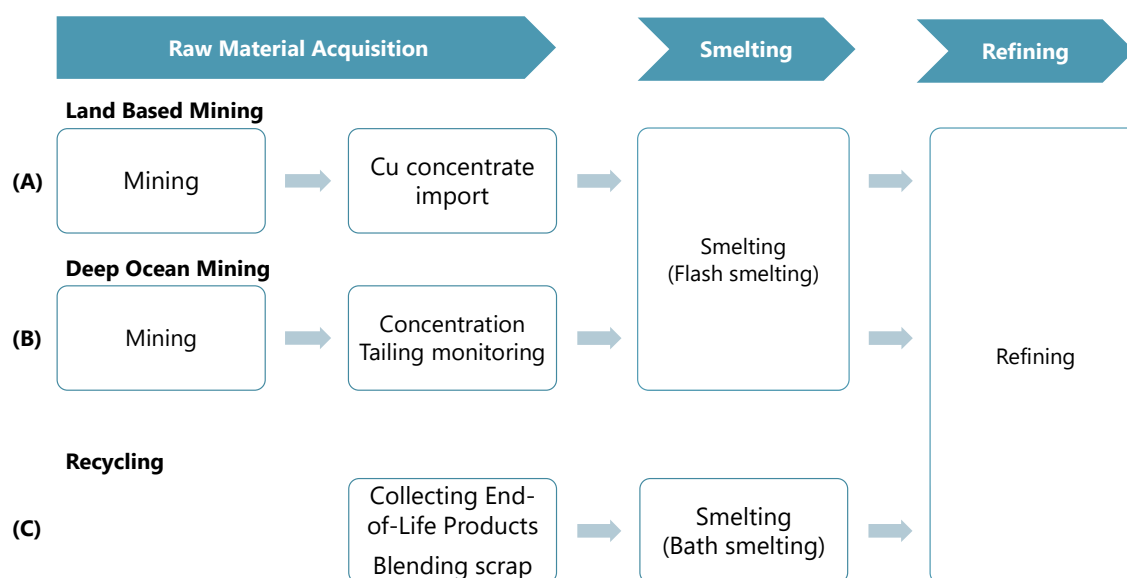 Raw Material Acquisition
Smelting
Refining
Land Based Mining
(A)
Mining
Cu concentrate
import
Smelting
(Flash smelting)
Deep Ocean Mining
(B)
Mining
Concentration
Tailing monitoring
Refining
Recycling
(C)
Collecting End-
of-Life Products
Blending scrap
Smelting
(Bath smelting)